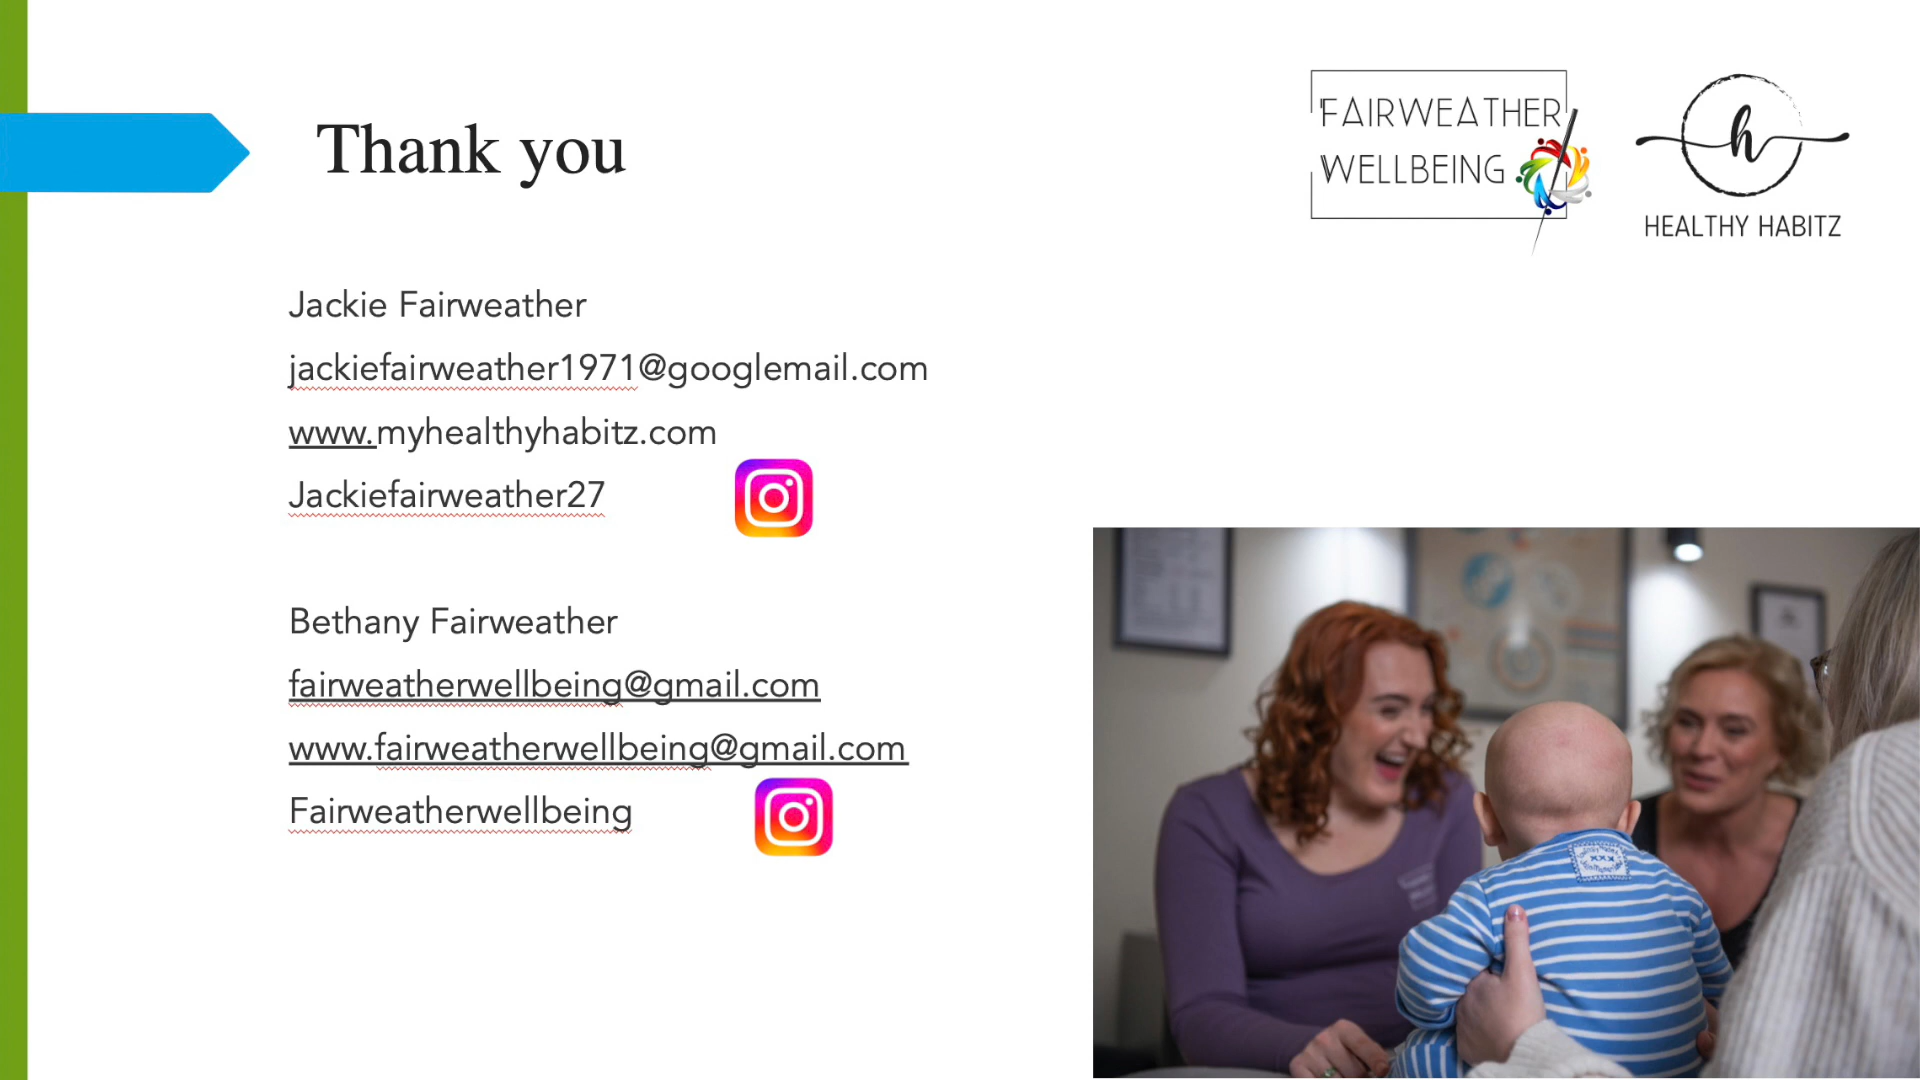 Thank you
FAIRWEATHER
WELLBEING
h
HEALTHY HABITZ
Jackie Fairweather
jackiefairweather1971@googlemail.com
www.myhealthyhabitz.com
Jackiefairweather27
Bethany Fairweather
fairweatherwellbeing@gmail.com
www.fairweatherwellbeing@gmail.com
Fairweatherwellbeing
xxx